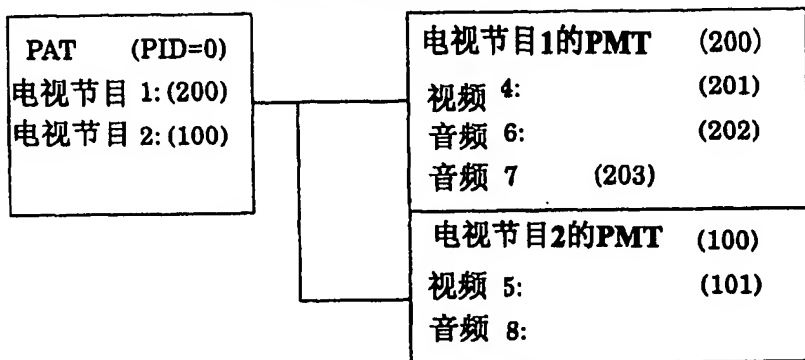 PAT (PID=0)
电视节目 1:(200)
电视节目 2:(100)
电视节目1的PMT (200)
视频 4: (201)
音频 6: (202)
音频 7 (203)
电视节目2的PMT (100)
视频 5: (101)
音频 8: